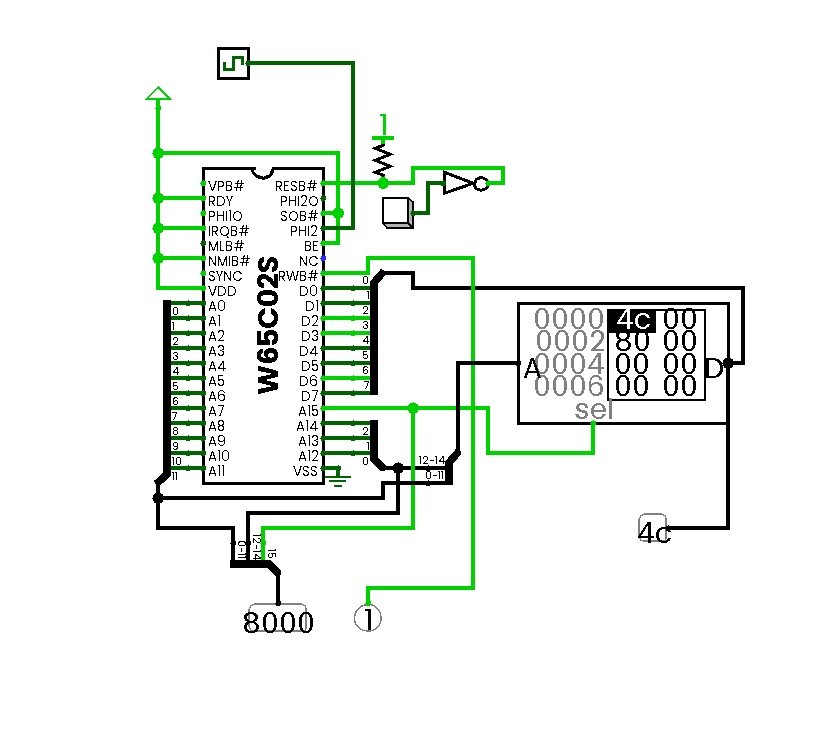 1
VPB# RESB#
RDY PHI2O
PHI1O SOB#
IRQB# PHI2
MLB# BE
NMIB# NC
SYNC RWB#
VDD D0
A0 D1
A1 D2
A2 D3
A3 D4
A4 D5
A5 D6
A6 D7
A7 A15
A8 A14
A9 A13
A10 A12
A11 VSS
W65C02S
0
1
2
3
4
5
6
7
8
9
10
11
0
1
2
3
4
5
6
7
2
1
0
12-14
0-11
0000 4c 00
0002 80 00
0004 00 00
0006 00 00
A
D
sel
0-11
12-14
15
4c
8000
1